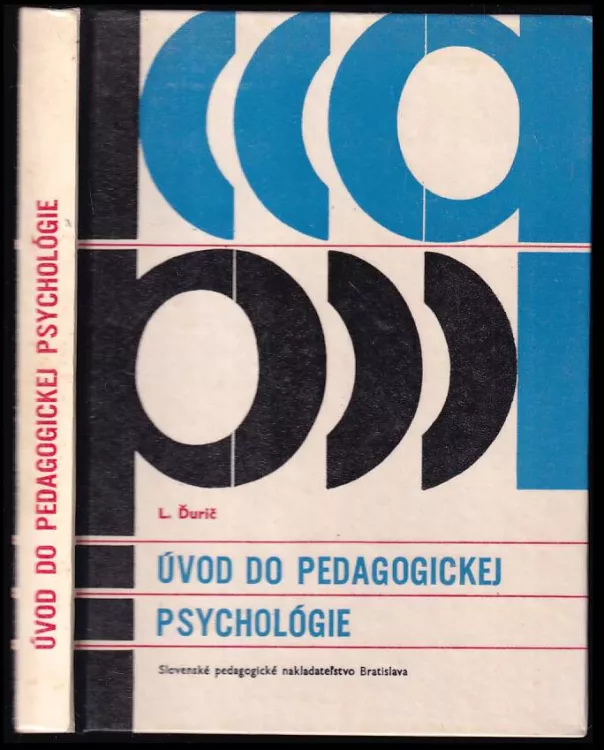 ÚVOD DO PEDAGOGICKEJ PSYCHOLÓGIE
L. Ďurič
ÚVOD DO PEDAGOGICKEJ
PSYCHOLÓGIE
Slovenské pedagogické nakladateľstvo Bratislava